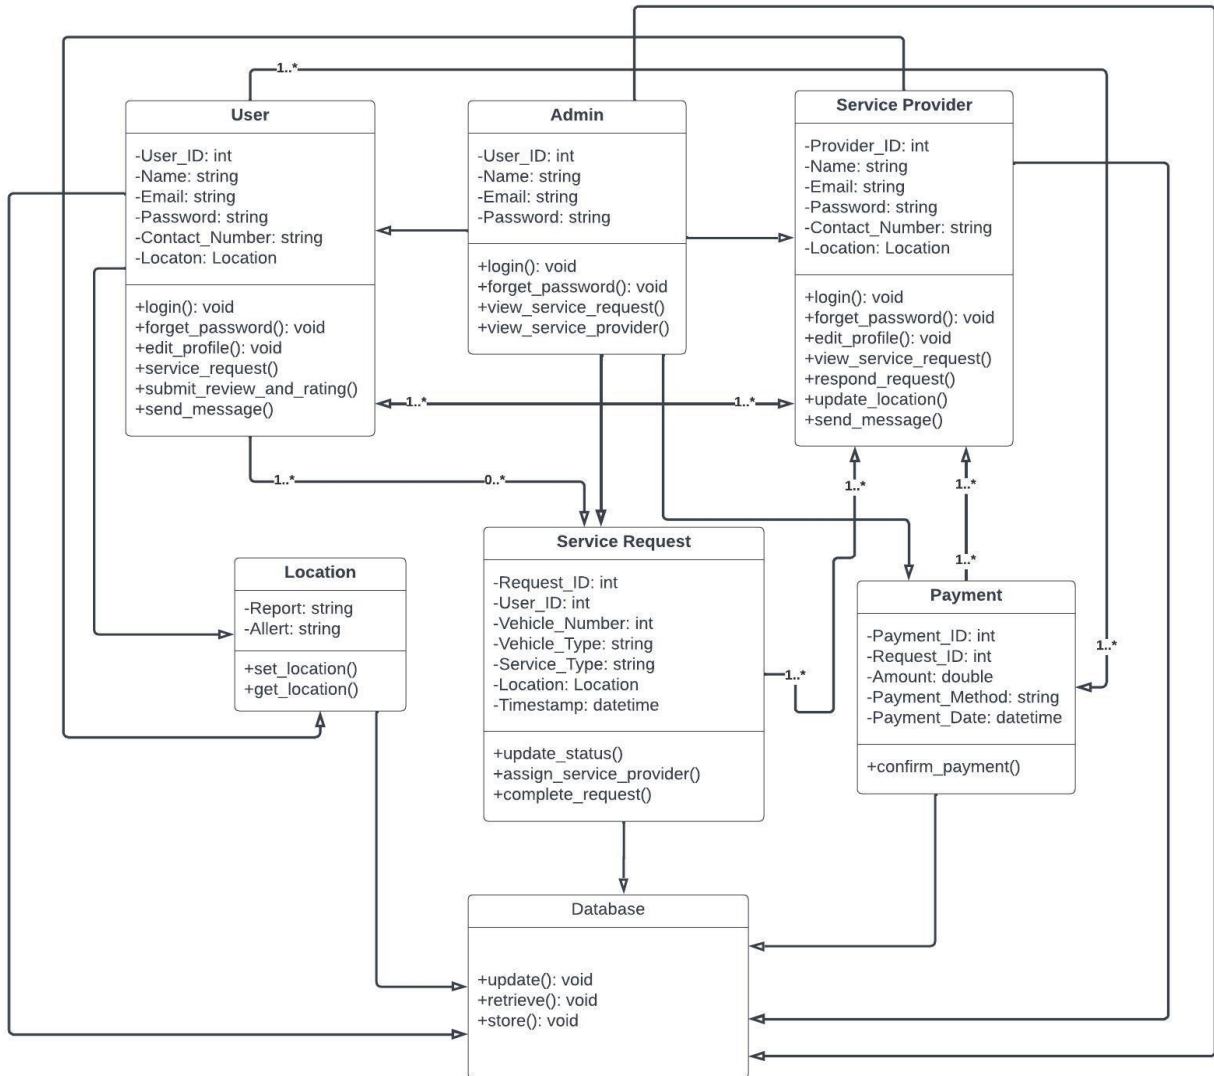 1..*
User
-User_ID: int
-Name: string
-Email: string
-Password: string
-Contact_Number: string
-Locaton: Location
+login(): void
+forget_password(): void
+edit_profile(): void
+service_request()
+submit_review_and_rating()
+send_message()
Admin
-User_ID: int
-Name: string
-Email: string
-Password: string
+login(): void
+forget_password(): void
+view_service_request()
+view_service_provider()
Service Provider
-Provider_ID: int
-Name: string
-Email: string
-Password: string
-Contact_Number: string
-Location: Location
+login(): void
+forget_password(): void
+edit_profile(): void
+view_service_request()
+respond_request()
+update_location()
+send_message()
1..*
1..*
1..*
0..*
1..*
1..*
1..*
Location
-Report: string
-Allert: string
+set_location()
+get_location()
Service Request
-Request_ID: int
-User_ID: int
-Vehicle_Number: int
-Vehicle_Type: string
-Service_Type: string
-Location: Location
-Timestamp: datetime
+update_status()
+assign_service_provider()
+complete_request()
1..*
Payment
-Payment_ID: int
-Request_ID: int
-Amount: double
-Payment_Method: string
-Payment_Date: datetime
+confirm_payment()
1..*
Database
+update(): void
+retrieve(): void
+store(): void